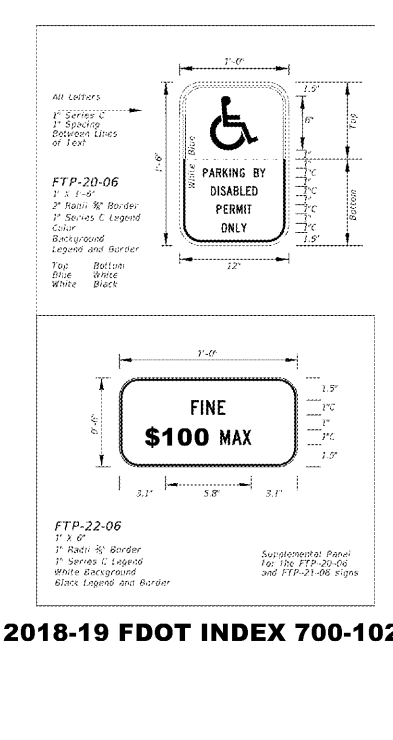 1'-0"
All Letters
1" Series C
1" Spacing
Between Lines
of Text
1.5"
6"
Top
1'-6"
Blue
White
1"
1"C
1"
1"C
1"
1"C
1"
1"C
1.5"
Bottom
PARKING BY
DISABLED
PERMIT
ONLY
12"
FTP-20-06
1' X 1'-6"
2" Radii ⅜" Border
1" Series C Legend
Color
Background
Legend and Border
Top Bottom
Blue White
White Black
1'-0"
0'-6"
FINE
$100 MAX
1.5"
1"C
1"
1"C
1.5"
3.1" 5.8" 3.1"
FTP-22-06
1' X 6"
1" Radii ⅜" Border
1" Series C Legend
White Background
Black Legend and Border
Supplemental Panel
for the FTP-20-06
and FTP-21-06 signs
2018-19 FDOT INDEX 700-102